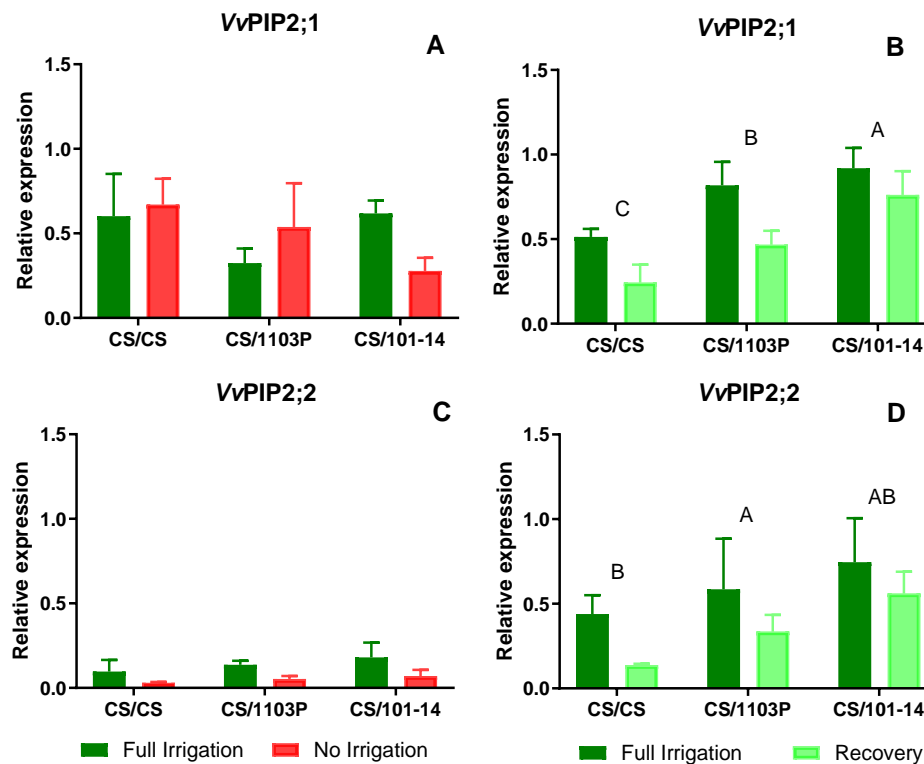 VvPIP2;1
A
Relative expression
1.5
1.0
0.5
0.0
CS/CS
CS/1103P
CS/101-14
VvPIP2;1
B
Relative expression
1.5
1.0
0.5
0.0
C
B
A
CS/CS
CS/1103P
CS/101-14
VvPIP2;2
C
Relative expression
1.5
1.0
0.5
0.0
CS/CS
CS/1103P
CS/101-14
Full Irrigation
No Irrigation
VvPIP2;2
D
Relative expression
1.5
1.0
0.5
0.0
B
A
AB
CS/CS
CS/1103P
CS/101-14
Full Irrigation
Recovery